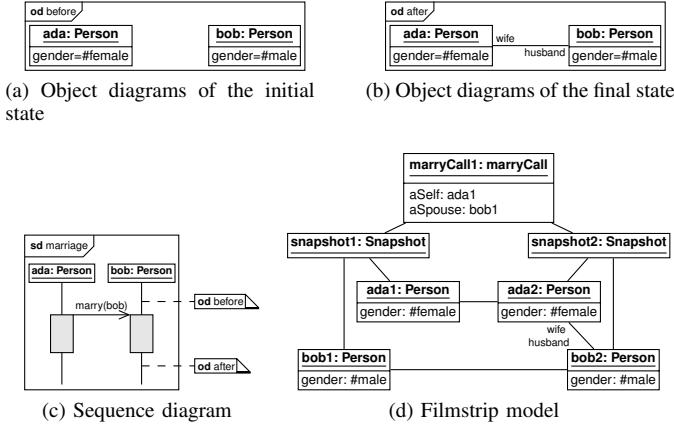 od before
ada: Person
bob: Person
gender=#female
gender=#male
(a) Object diagrams of the initial
state
od after
ada: Person
wife
bob: Person
gender=#female
husband
gender=#male
(b) Object diagrams of the final state
sd marriage
ada: Person
bob: Person
od before
marry(bob)
od after
(c) Sequence diagram
marryCall1: marryCall
aSelf: ada1
aSpouse: bob1
snapshot1: Snapshot
snapshot2: Snapshot
ada1: Person
ada2: Person
gender: #female
gender: #female
wife
husband
bob1: Person
bob2: Person
gender: #male
gender: #male
(d) Filmstrip model